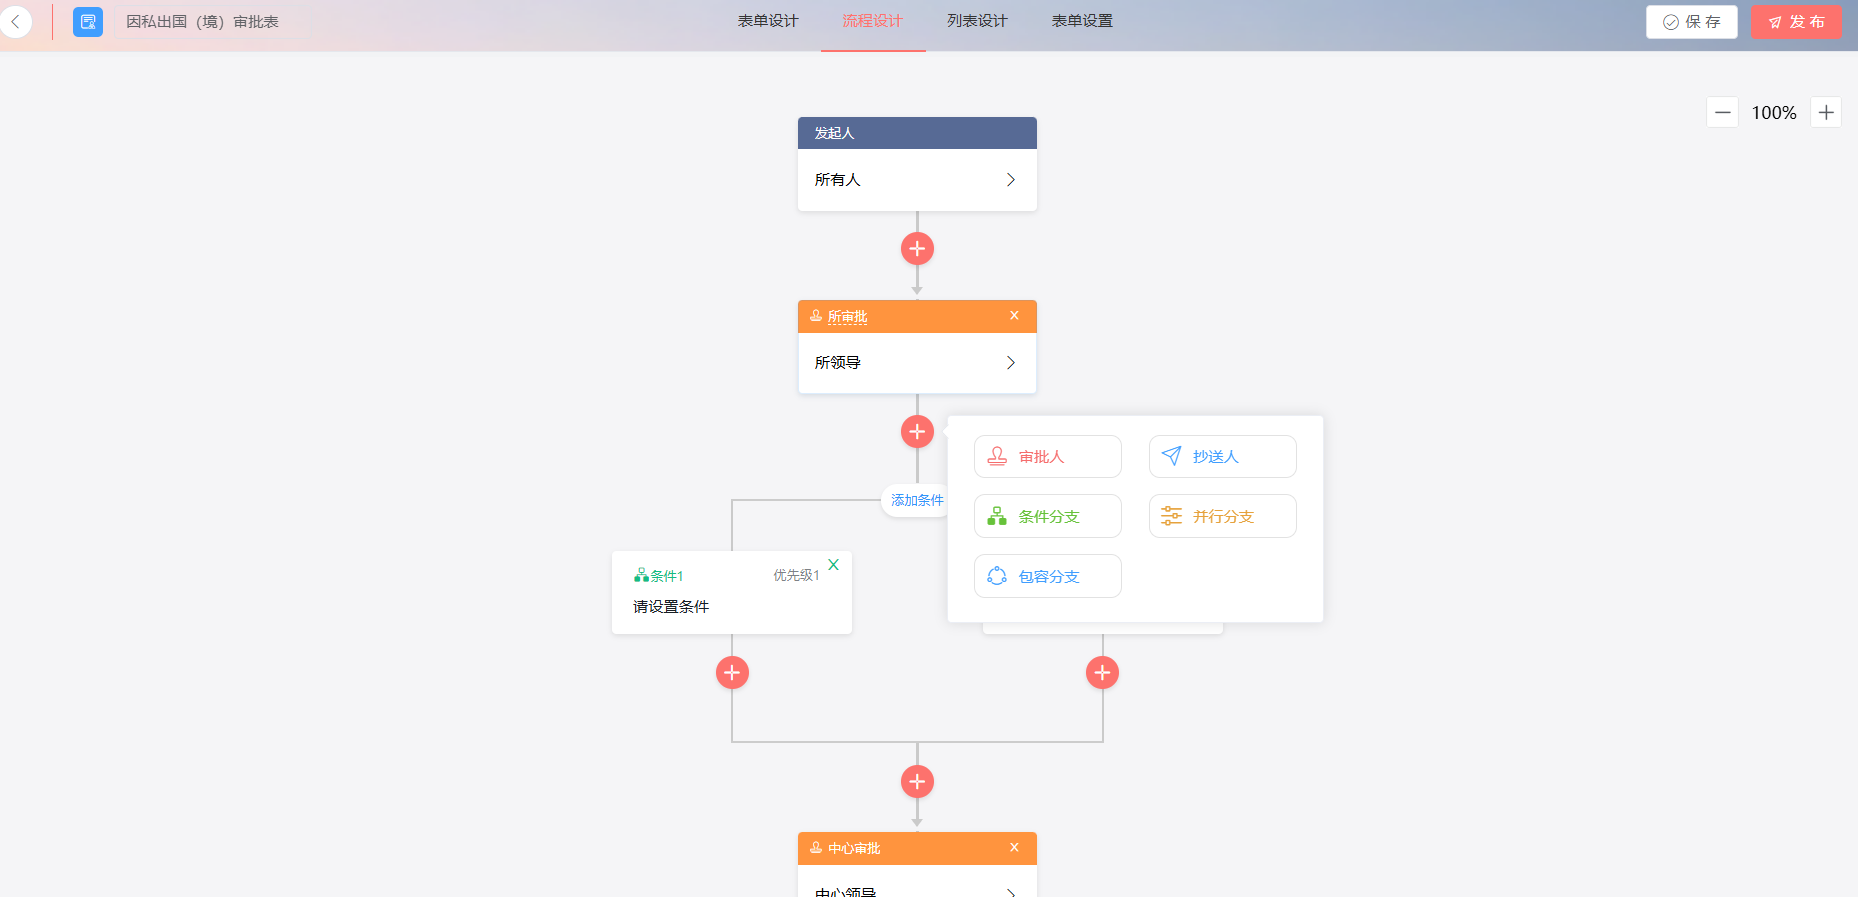 因私出国（境）审批表
表单设计
流程设计
列表设计
表单设置
保 存
发 布
100%
发起人
所有人
所审批
X
所领导
审批人
抄送人
添加条件
条件分支
并行分支
条件1
优先级1
X
包容分支
请设置条件
中心审批
X
中心领导